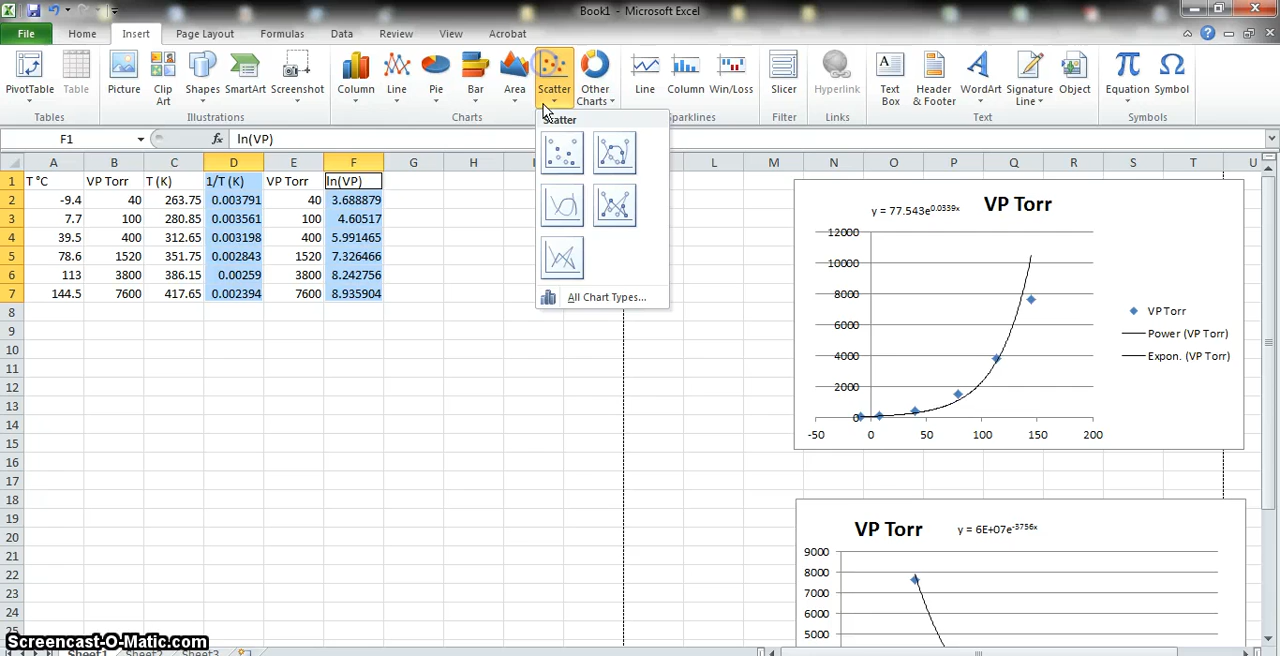 Book1 - Microsoft Excel
File Home Insert Page Layout Formulas Data Review View Acrobat
PivotTable Table Picture Clip Art Shapes SmartArt Screenshot Column Line Pie Bar Area Scatter Other Charts Line Column Win/Loss Slicer Hyperlink Text Box Header & Footer WordArt Signature Line Object Equation Symbol
Tables Illustrations Charts Sparklines Filter Links Text Symbols
F1 fx ln(VP)
Scatter
All Chart Types...
A B C D E F G H L M N O P Q R S T U
1 T °C VP Torr T (K) 1/T (K) VP Torr ln(VP)
2 -9.4 40 263.75 0.003791 40 3.688879
3 7.7 100 280.85 0.003561 100 4.60517
4 39.5 400 312.65 0.003198 400 5.991465
5 78.6 1520 351.75 0.002843 1520 7.326466
6 113 3800 386.15 0.00259 3800 8.242756
7 144.5 7600 417.65 0.002394 7600 8.935904
8
9
10
11
12
13
14
15
16
17
18
19
20
21
22
23
24
25
y = 77.543e^0.0339x VP Torr
12000
10000
8000
6000
4000
2000
0
-50 0 50 100 150 200
VP Torr
Power (VP Torr)
Expon. (VP Torr)
VP Torr y = 6E+07e^-3756x
9000
8000
7000
6000
5000
Screencast-O-Matic.com
Sheet1 Sheet2 Sheet3